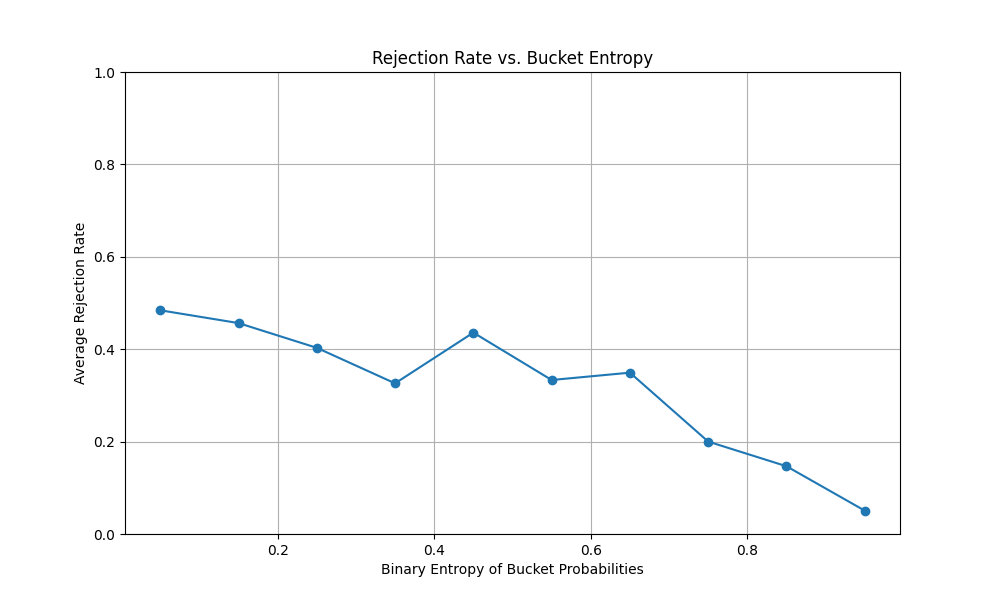 Rejection Rate vs. Bucket Entropy
1.0
0.8
0.6
0.4
0.2
0.0
Average Rejection Rate
0.2 0.4 0.6 0.8
Binary Entropy of Bucket Probabilities